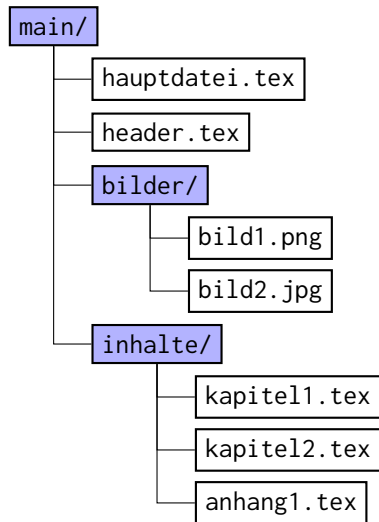 main/
hauptdatei.tex
header.tex
bilder/
bild1.png
bild2.jpg
inhalte/
kapitel1.tex
kapitel2.tex
anhang1.tex